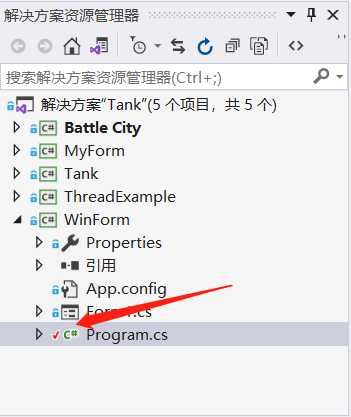 解决方案资源管理器
搜索解决方案资源管理器(Ctrl+;)
解决方案"Tank"(5 个项目，共 5 个)
C# Battle City
C# MyForm
C# Tank
C# ThreadExample
C# WinForm
Properties
引用
App.config
Form1.cs
C# Program.cs